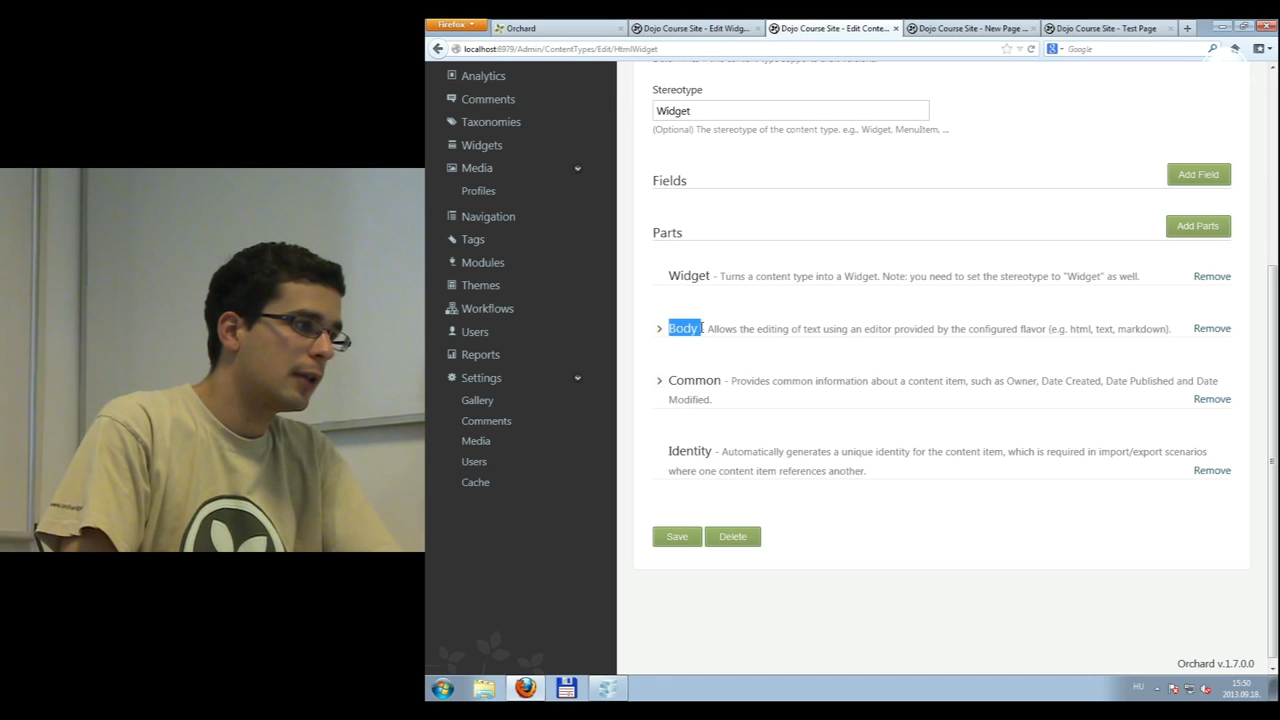 Firefox
Orchard
Dojo Course Site - Edit Widg...
Dojo Course Site - Edit Conte...
Dojo Course Site - New Page ...
Dojo Course Site - Test Page
localhost:8979/Admin/ContentTypes/Edit/HtmlWidget
Google
Analytics
Comments
Taxonomies
Widgets
Media
Profiles
Navigation
Tags
Modules
Themes
Workflows
Users
Reports
Settings
Gallery
Comments
Media
Users
Cache
Stereotype
Widget
(Optional) The stereotype of the content type. e.g., Widget, MenuItem, ...
Fields
Add Field
Parts
Add Parts
Widget - Turns a content type into a Widget. Note: you need to set the stereotype to "Widget" as well.
Remove
Body - Allows the editing of text using an editor provided by the configured flavor (e.g. html, text, markdown).
Remove
Common - Provides common information about a content item, such as Owner, Date Created, Date Published and Date
Modified.
Remove
Identity - Automatically generates a unique identity for the content item, which is required in import/export scenarios
where one content item references another.
Remove
Save
Delete
Orchard v.1.7.0.0
HU
15:50
2013.09.18.